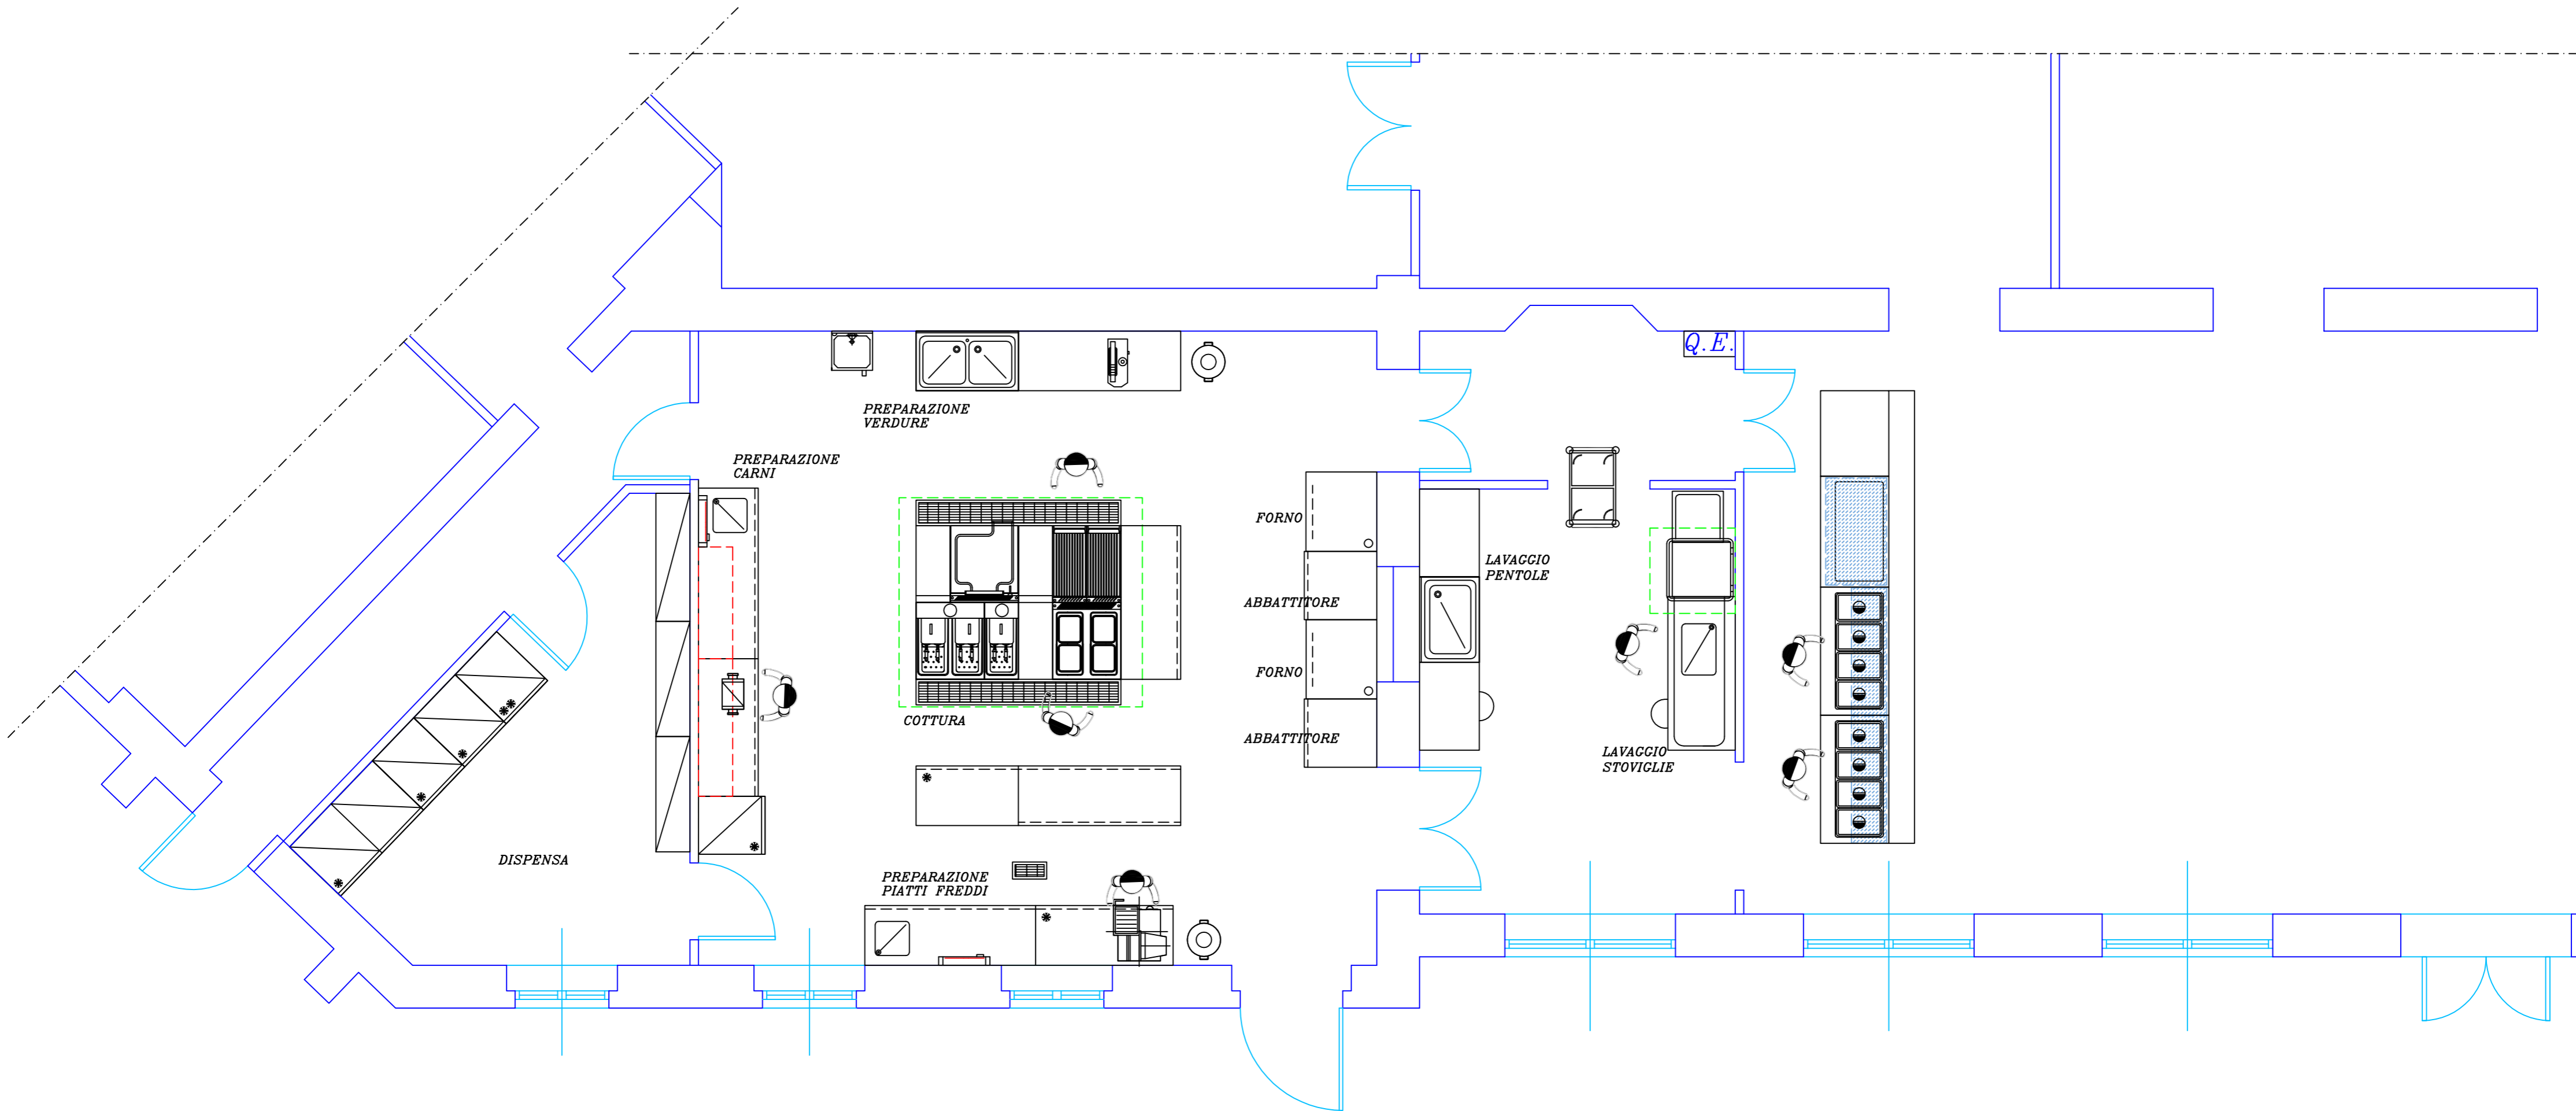 Q.E.
PREPARAZIONE
VERDURE
PREPARAZIONE
CARNI
FORNO
LAVAGGIO
PENTOLE
ABBATTITORE
FORNO
COTTURA
ABBATTITORE
LAVAGGIO
STOVIGLIE
DISPENSA
PREPARAZIONE
PIATTI FREDDI